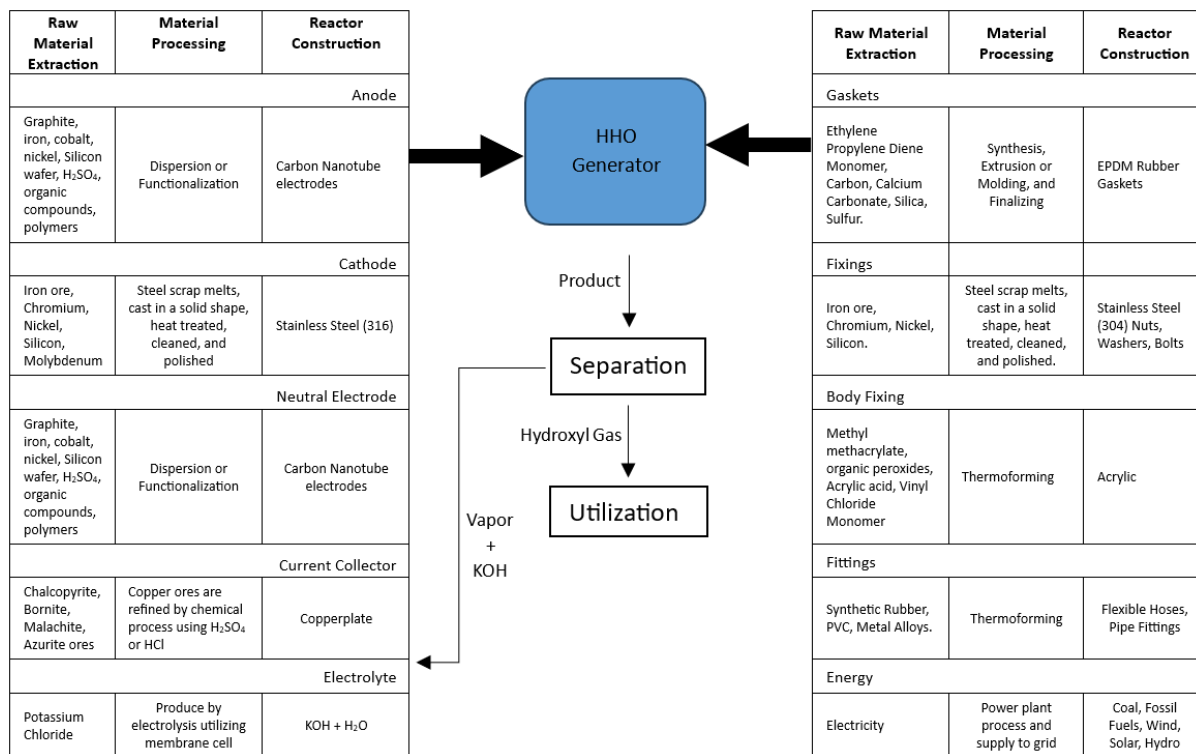 Raw
Material
Extraction
Material
Processing
Reactor
Construction
Anode
Graphite,
iron, cobalt,
nickel, Silicon
wafer, H₂SO₄,
organic
compounds,
polymers
Dispersion or
Functionalization
Carbon Nanotube
electrodes
Cathode
Iron ore,
Chromium,
Nickel,
Silicon,
Molybdenum
Steel scrap melts,
cast in a solid shape,
heat treated,
cleaned, and
polished
Stainless Steel (316)
Neutral Electrode
Graphite,
iron, cobalt,
nickel, Silicon
wafer, H₂SO₄,
organic
compounds,
polymers
Dispersion or
Functionalization
Carbon Nanotube
electrodes
Current Collector
Chalcopyrite,
Bornite,
Malachite,
Azurite ores
Copper ores are
refined by chemical
process using H₂SO₄
or HCl
Copperplate
Electrolyte
Potassium
Chloride
Produce by
electrolysis utilizing
membrane cell
KOH + H₂O
HHO
Generator
Product
Separation
Hydroxyl Gas
Utilization
Vapor
+
KOH
Raw Material
Extraction
Material
Processing
Reactor
Construction
Gaskets
Ethylene
Propylene Diene
Monomer,
Carbon, Calcium
Carbonate, Silica,
Sulfur.
Synthesis,
Extrusion or
Molding, and
Finalizing
EPDM Rubber
Gaskets
Fixings
Iron ore,
Chromium, Nickel,
Silicon.
Steel scrap melts,
cast in a solid
shape, heat
treated, cleaned,
and polished.
Stainless Steel
(304) Nuts,
Washers, Bolts
Body Fixing
Methyl
methacrylate,
organic peroxides,
Acrylic acid, Vinyl
Chloride
Monomer
Thermoforming
Acrylic
Fittings
Synthetic Rubber,
PVC, Metal Alloys.
Thermoforming
Flexible Hoses,
Pipe Fittings
Energy
Electricity
Power plant
process and
supply to grid
Coal, Fossil
Fuels, Wind,
Solar, Hydro